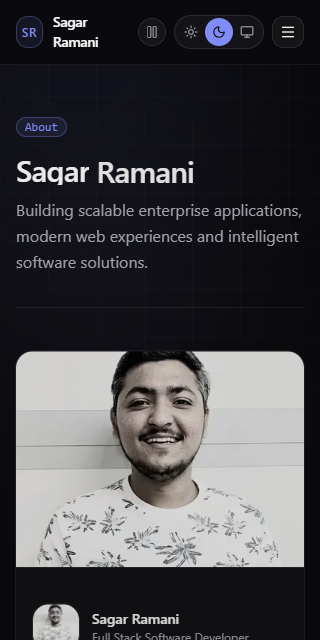 SR
Sagar
Ramani
About
Sagar Ramani
Building scalable enterprise applications,
modern web experiences and intelligent
software solutions.
Sagar Ramani
Full Stack Software Developer